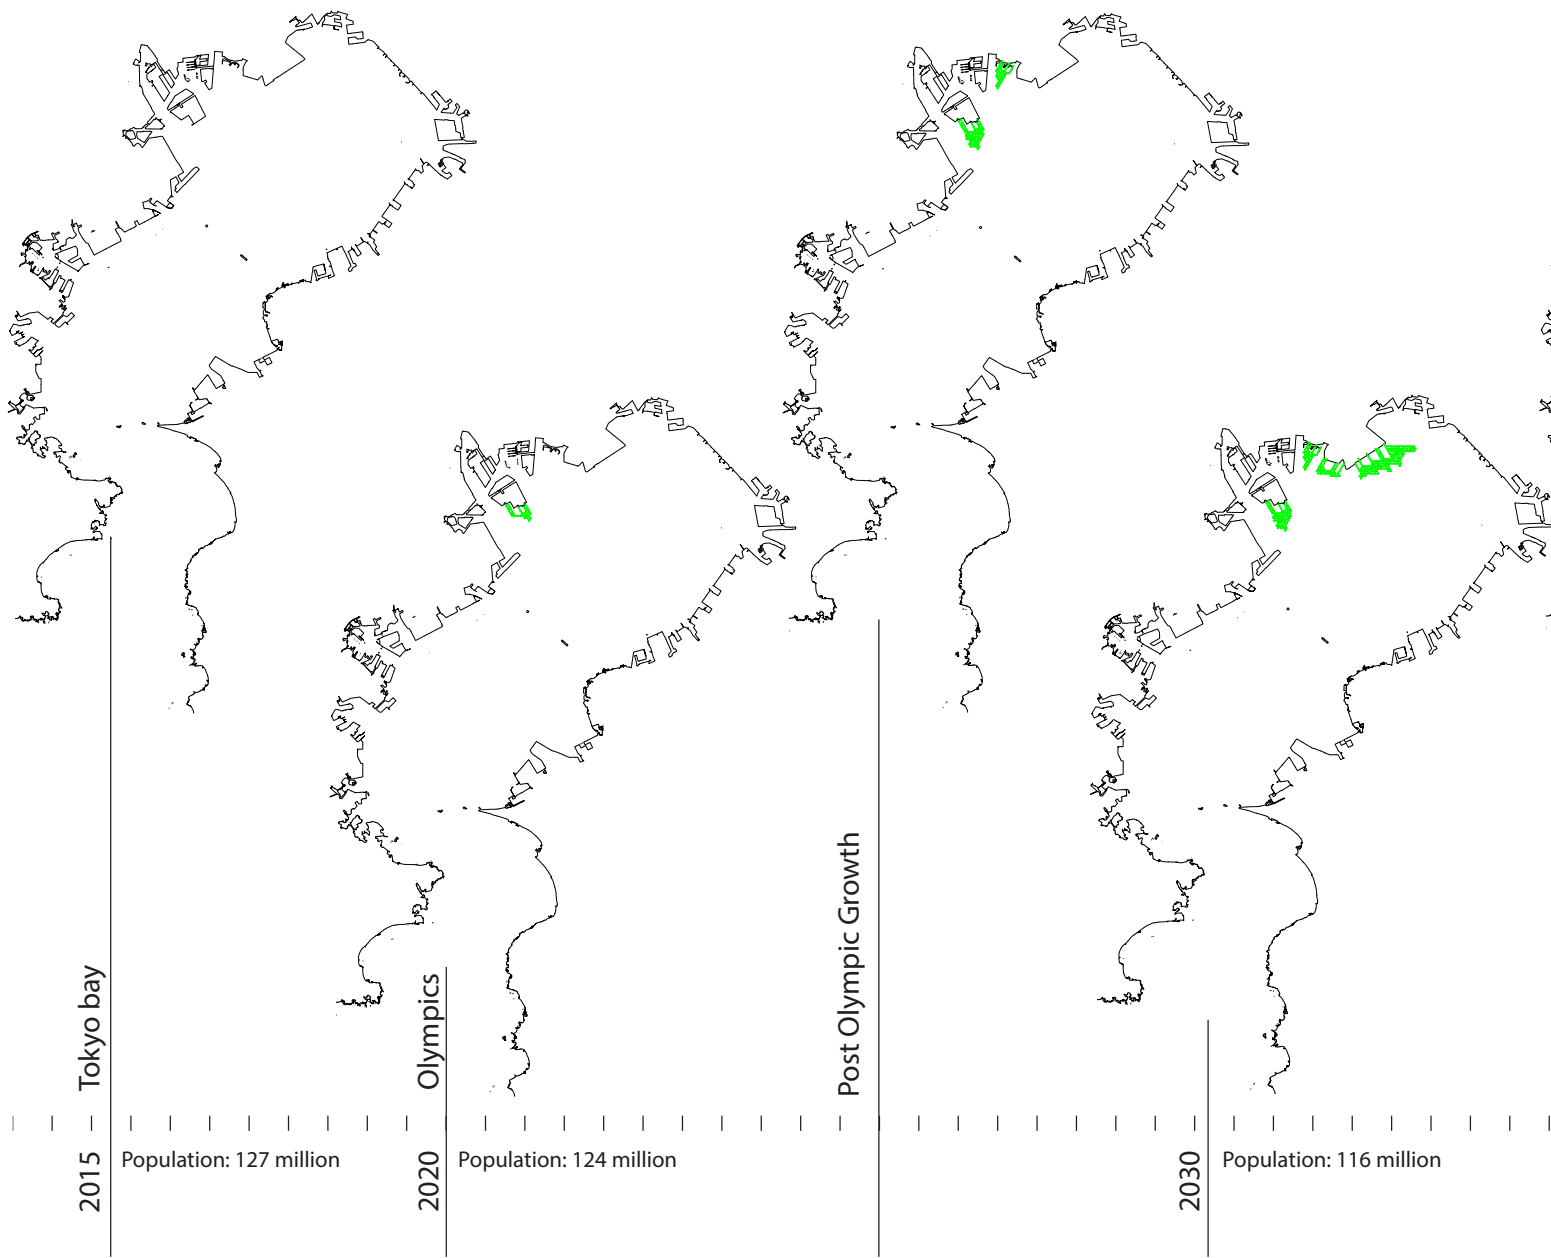 Tokyo bay
2015
Population: 127 million
Olympics
2020
Population: 124 million
Post Olympic Growth
2030
Population: 116 million